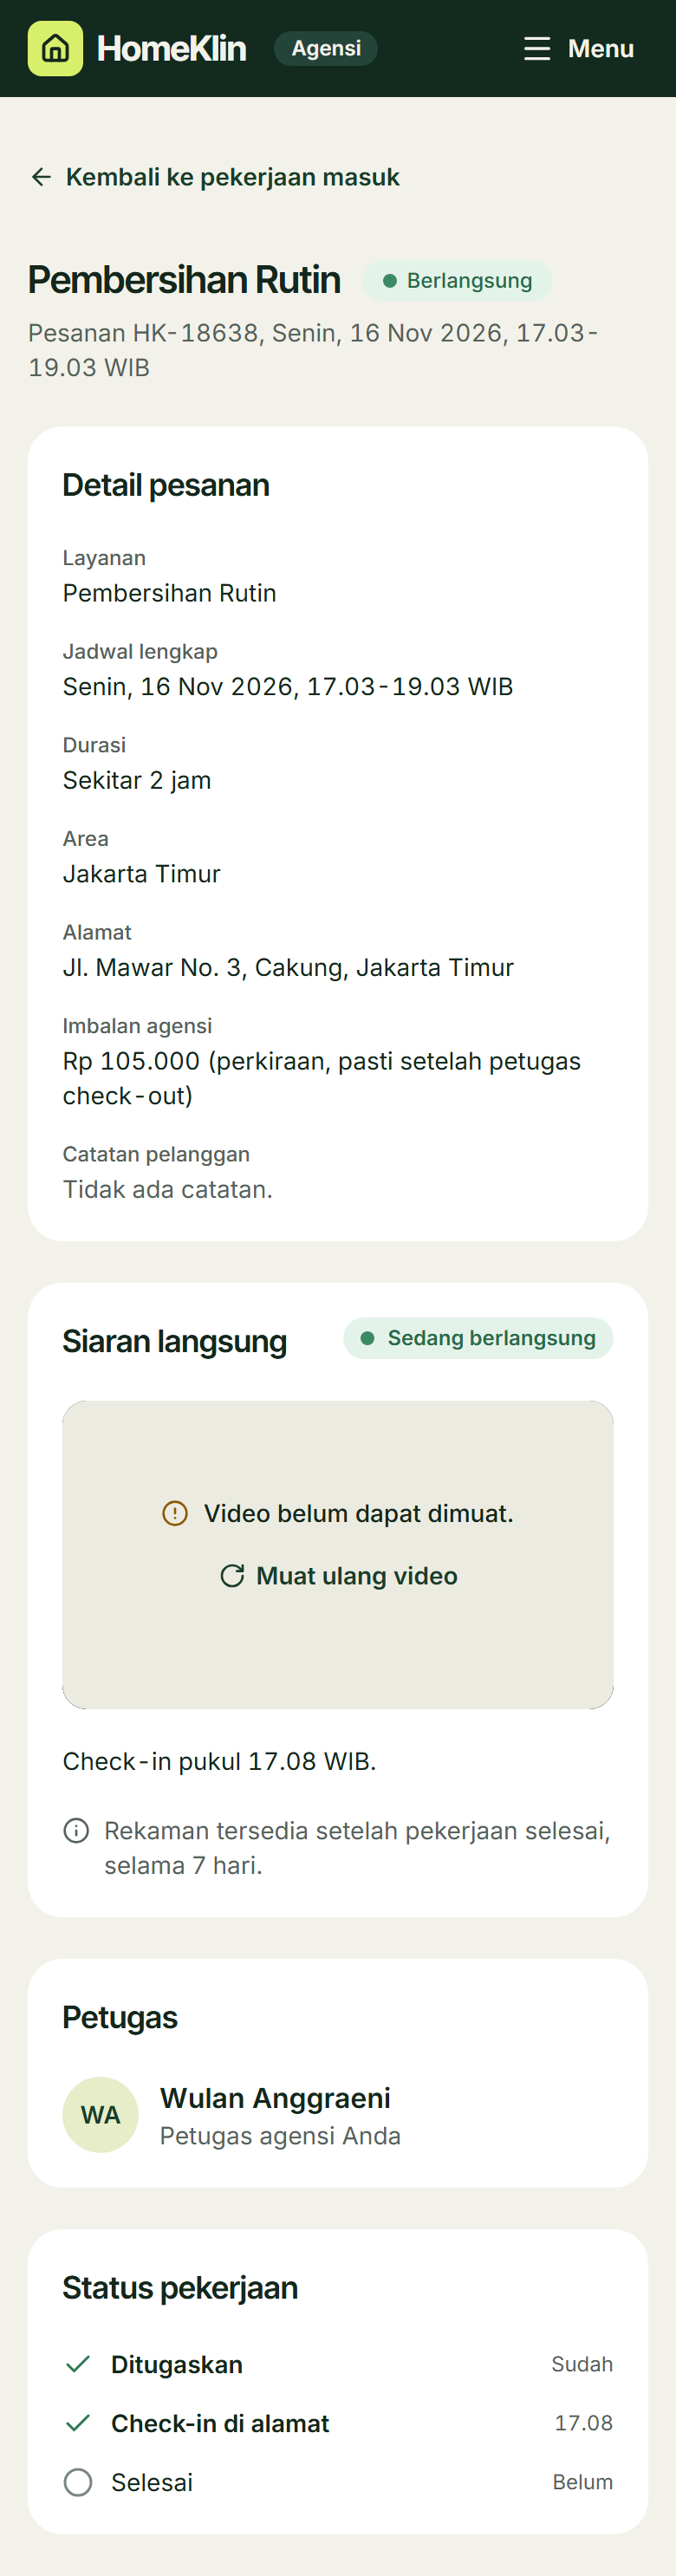 HomeKlin
Agensi
Menu
Kembali ke pekerjaan masuk
Pembersihan Rutin
Berlangsung
Pesanan HK-18638, Senin, 16 Nov 2026, 17.03-
19.03 WIB
Detail pesanan
Layanan
Pembersihan Rutin
Jadwal lengkap
Senin, 16 Nov 2026, 17.03-19.03 WIB
Durasi
Sekitar 2 jam
Area
Jakarta Timur
Alamat
Jl. Mawar No. 3, Cakung, Jakarta Timur
Imbalan agensi
Rp 105.000 (perkiraan, pasti setelah petugas
check-out)
Catatan pelanggan
Tidak ada catatan.
Siaran langsung
Sedang berlangsung
Video belum dapat dimuat.
Muat ulang video
Check-in pukul 17.08 WIB.
Rekaman tersedia setelah pekerjaan selesai,
selama 7 hari.
Petugas
WA
Wulan Anggraeni
Petugas agensi Anda
Status pekerjaan
Ditugaskan
Sudah
Check-in di alamat
17.08
Selesai
Belum